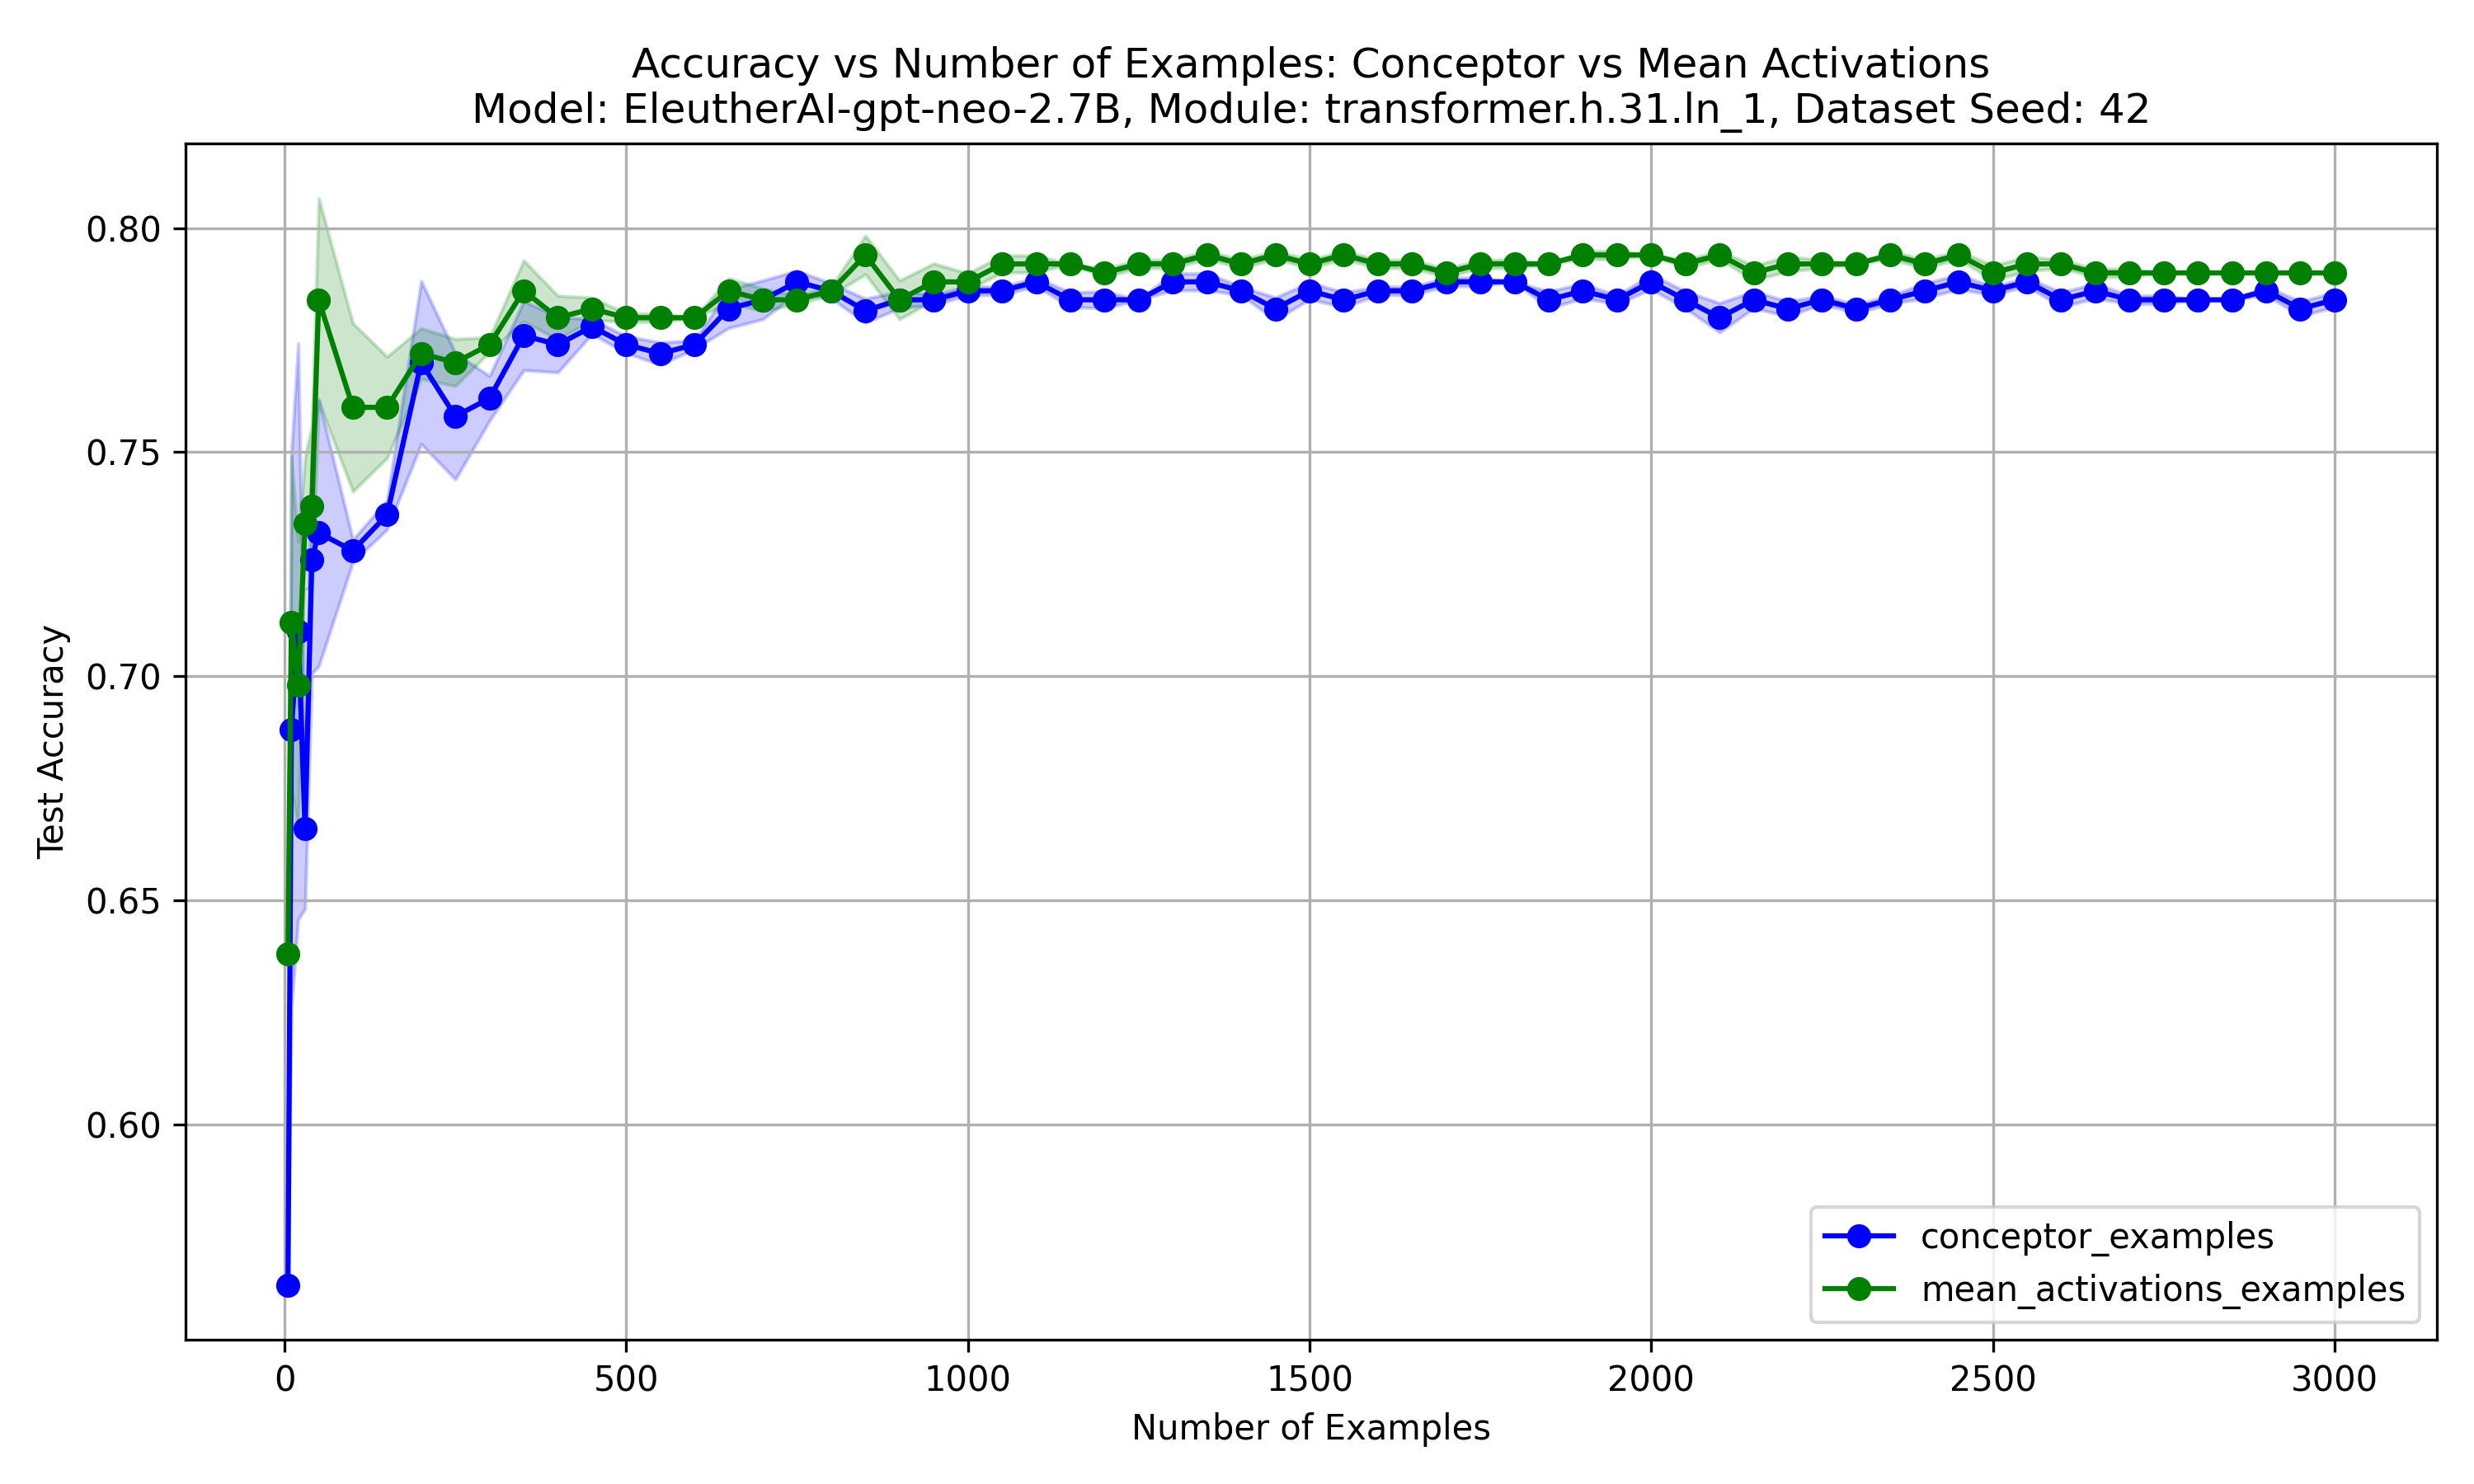 Accuracy vs Number of Examples: Conceptor vs Mean Activations
Model: EleutherAI-gpt-neo-2.7B, Module: transformer.h.31.ln_1, Dataset Seed: 42
Test Accuracy
0.80
0.75
0.70
0.65
0.60
conceptor_examples
mean_activations_examples
0 500 1000 1500 2000 2500 3000
Number of Examples